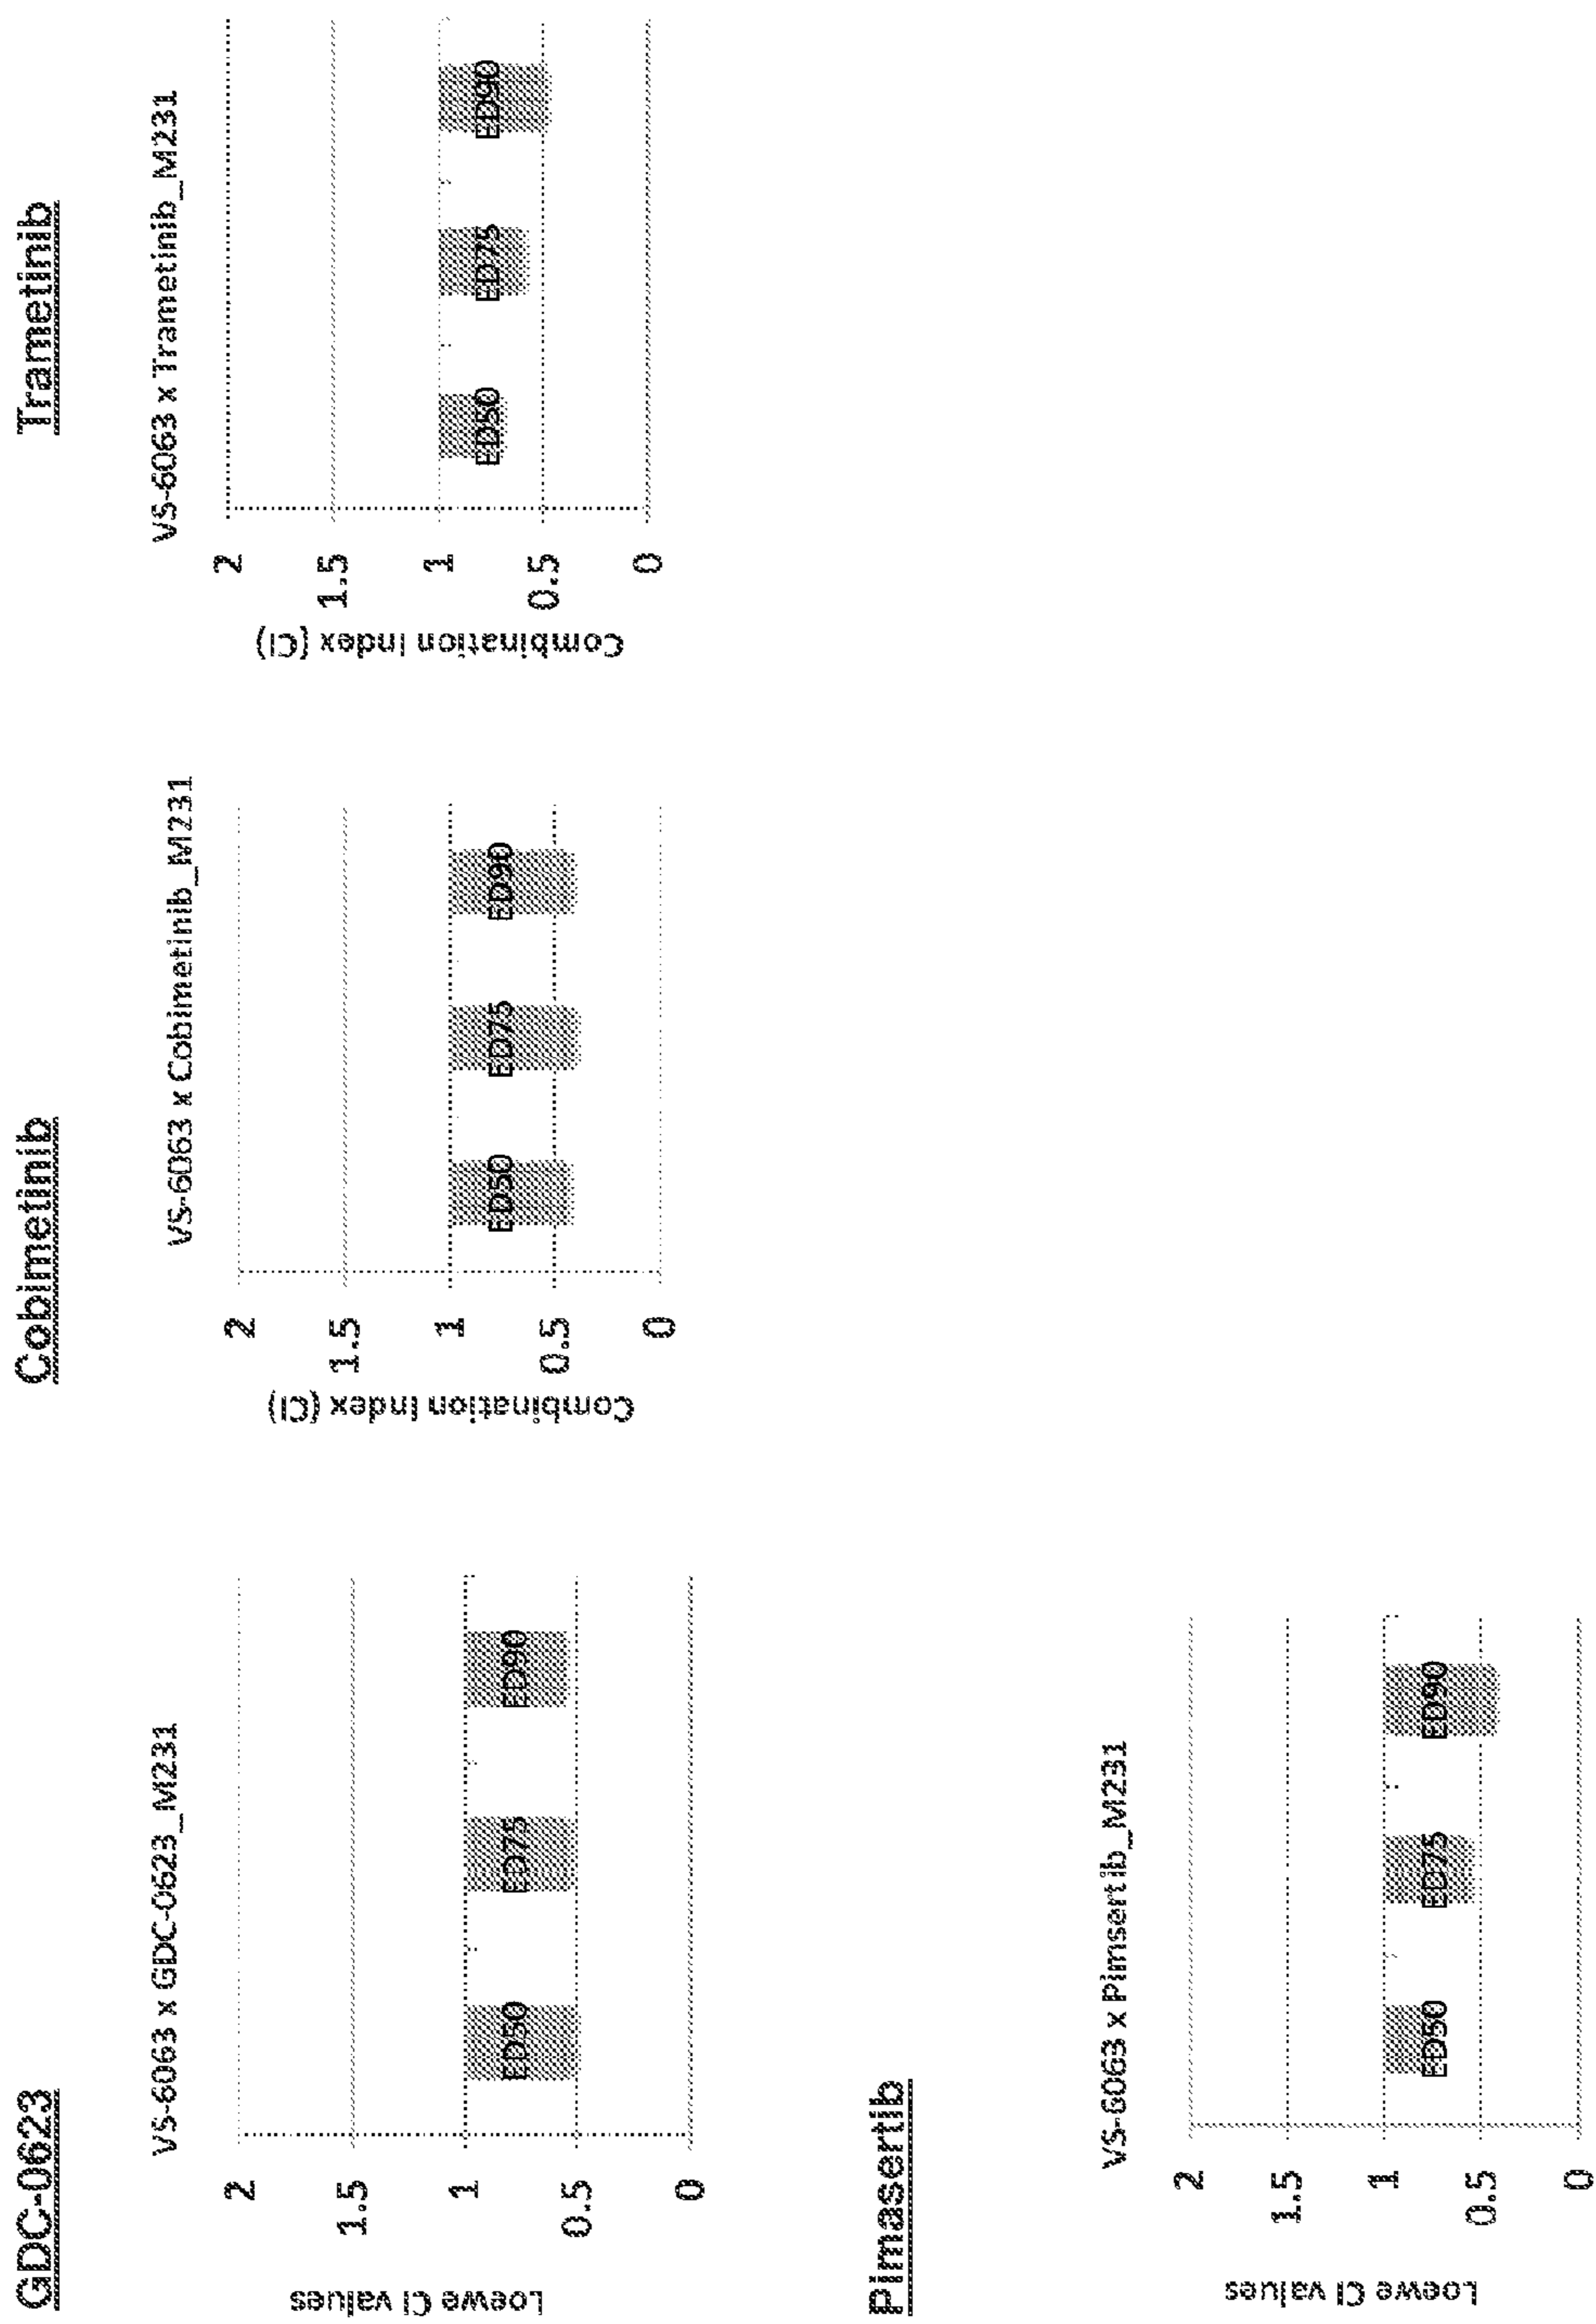 GDC-0623
VS-6063 x GDC-0623_M231
Loewe CI values
2
1.5
1
0.5
0
ED50
ED75
ED90
Cobimetinib
VS-6063 x Cobimetinib_M231
Combination Index (CI)
2
1.5
1
0.5
0
ED50
ED75
ED90
Trametinib
VS-6063 x Trametinib_M231
Combination Index (CI)
2
1.5
1
0.5
0
ED50
ED75
ED90
Pimasertib
VS-6063 x Pimsertib_M231
Loewe CI values
2
1.5
1
0.5
0
ED50
ED75
ED90